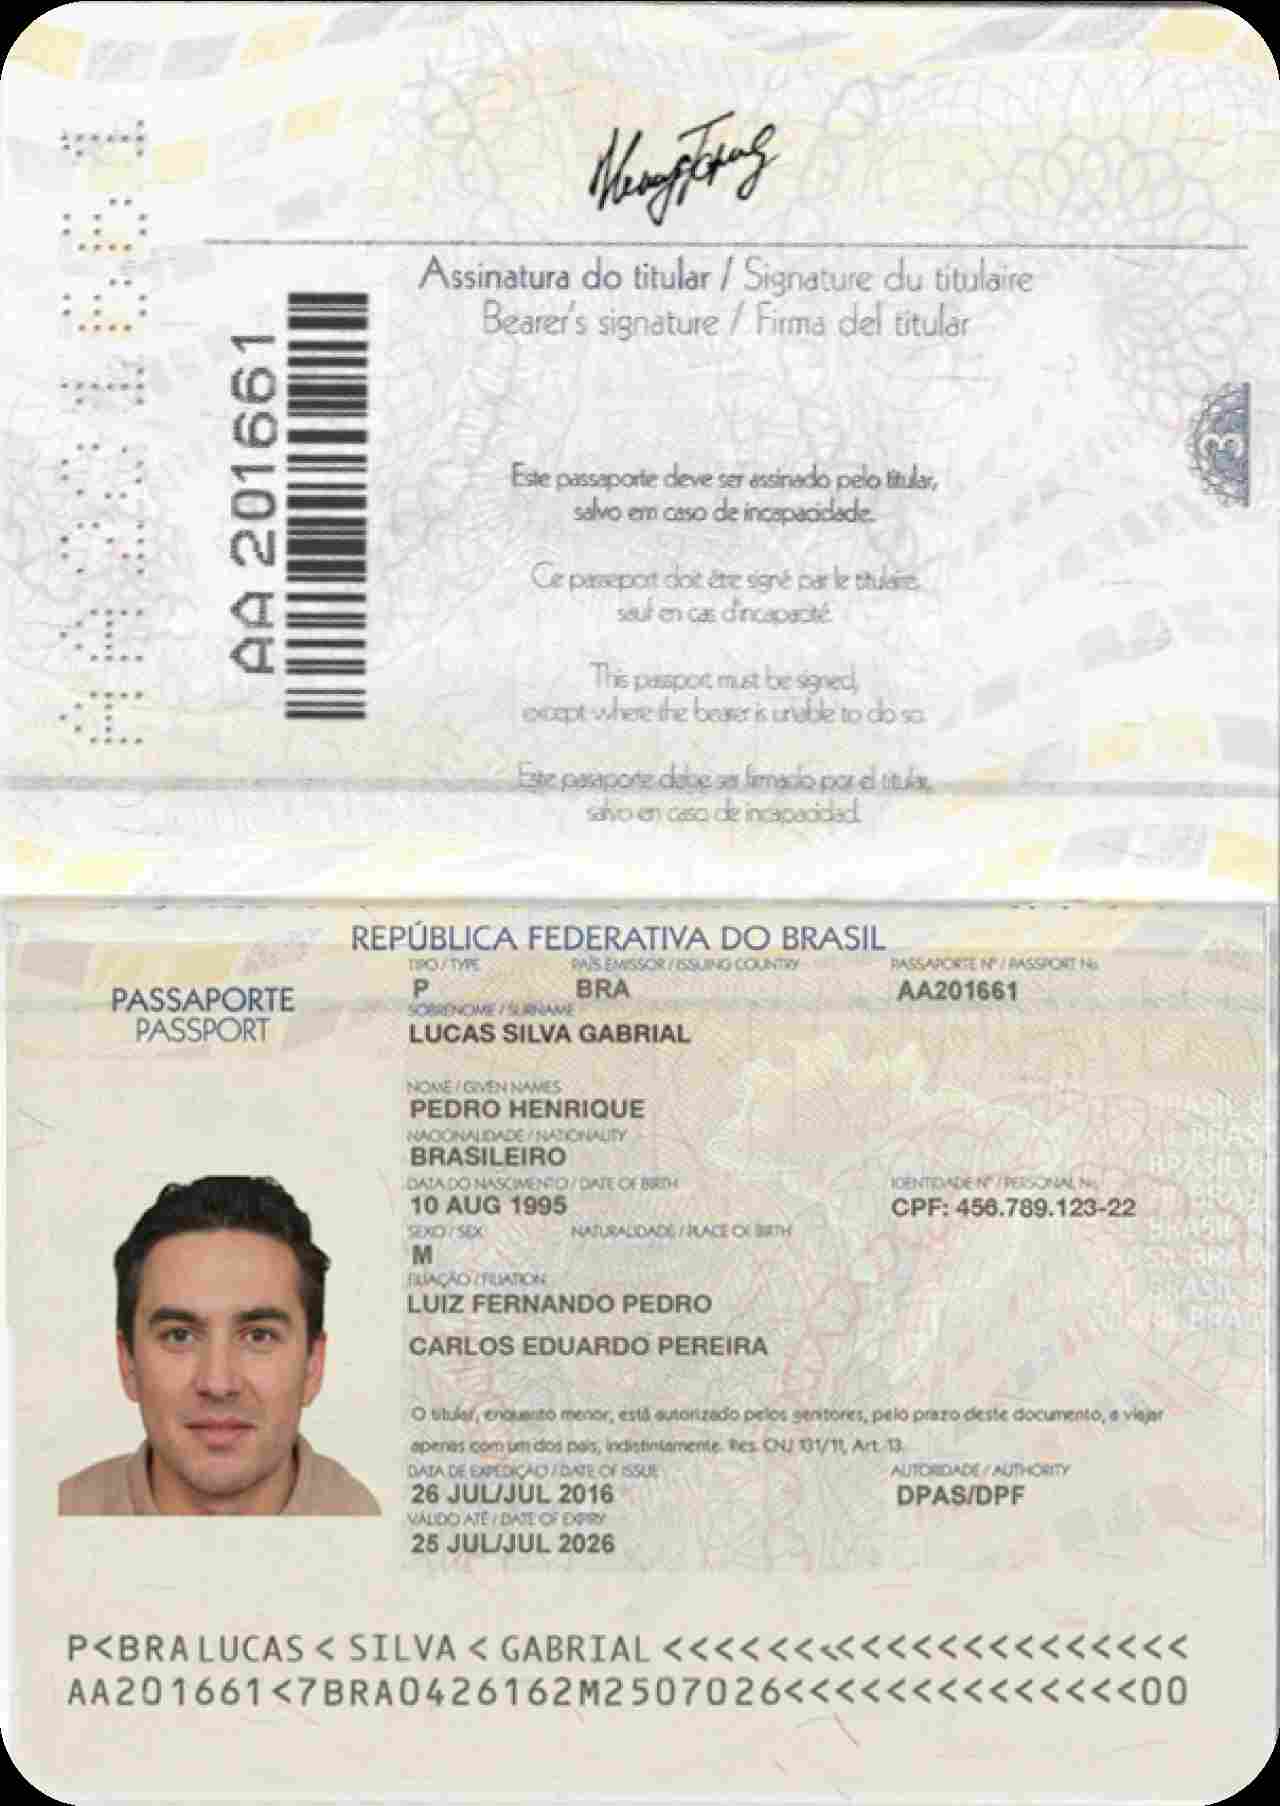 Assinatura do titular / Signature du titulaire
Bearer's signature / Firma del titular
AA 201661
3
Este passaporte deve ser assinado pelo titular,
salvo em caso de incapacidade.
Ce passeport doit être signé par le titulaire,
sauf en cas d'incapacité.
This passport must be signed,
except where the bearer is unable to do so.
Este pasaporte debe ser firmado por el titular,
salvo en caso de incapacidad.
REPÚBLICA FEDERATIVA DO BRASIL
PASSAPORTE
PASSPORT
TIPO / TYPE PAÍS EMISSOR / ISSUING COUNTRY PASSAPORTE Nº / PASSPORT No.
P BRA AA201661
SOBRENOME / SURNAME
LUCAS SILVA GABRIAL
NOME / GIVEN NAMES
PEDRO HENRIQUE
NACIONALIDADE / NATIONALITY
BRASILEIRO
DATA DO NASCIMENTO / DATE OF BIRTH IDENTIDADE Nº / PERSONAL No.
10 AUG 1995 CPF: 456.789.123-22
SEXO / SEX NATURALIDADE / PLACE OF BIRTH
M
FILIAÇÃO / FILIATION
LUIZ FERNANDO PEDRO
CARLOS EDUARDO PEREIRA
O titular, enquanto menor, está autorizado pelos genitores, pelo prazo deste documento, a viajar
apenas com um dos pais, indistintamente. Res. CNJ 131/11, Art. 13.
DATA DE EXPEDIÇÃO / DATE OF ISSUE AUTORIDADE / AUTHORITY
26 JUL/JUL 2016 DPAS/DPF
VÁLIDO ATÉ / DATE OF EXPIRY
25 JUL/JUL 2026
P<BRALUCAS < SILVA < GABRIAL <<<<<<<<<<<<<<<<<<<<<
AA201661<7BRA0426162M2507026<<<<<<<<<<<<<<<00